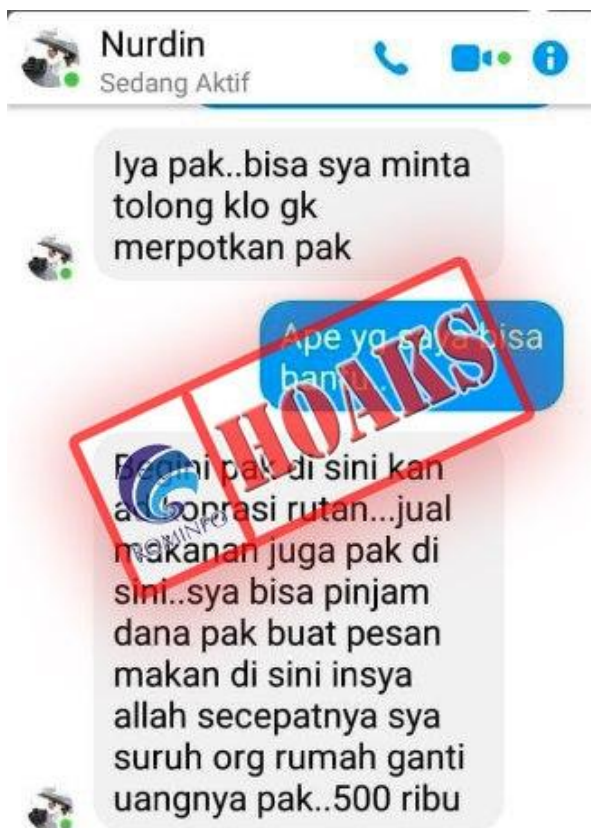 Nurdin
Sedang Aktif
Iya pak..bisa sya minta
tolong klo gk
merpotkan pak
Ape yg saya bisa
bantu..
HOAKS
KOMINFO
Begini pak di sini kan
ad konrasi rutan...jual
makanan juga pak di
sini..sya bisa pinjam
dana pak buat pesan
makan di sini insya
allah secepatnya sya
suruh org rumah ganti
uangnya pak..500 ribu